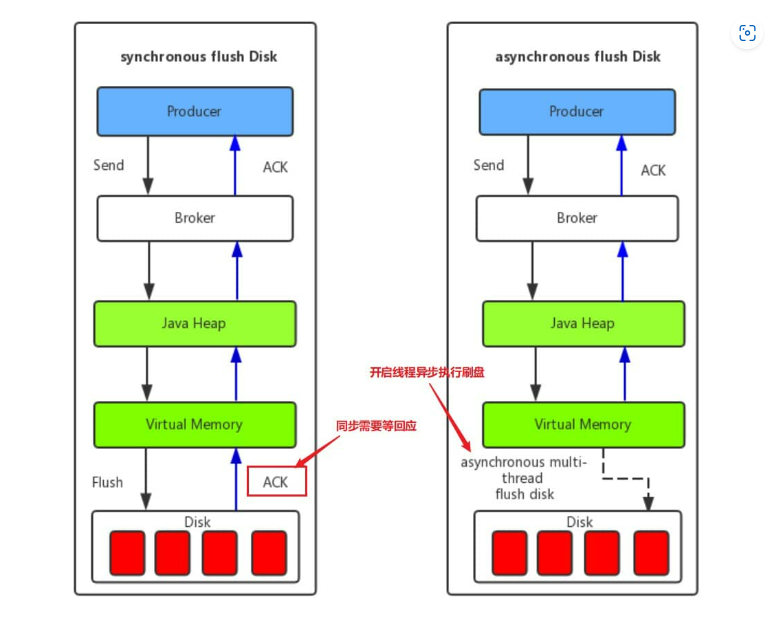 synchronous flush Disk
Producer
Send
ACK
Broker
Java Heap
Virtual Memory
同步需要等回应
Flush
ACK
Disk
asynchronous flush Disk
Producer
Send
ACK
Broker
Java Heap
开启线程异步执行刷盘
Virtual Memory
asynchronous multi-
thread
flush disk
Disk